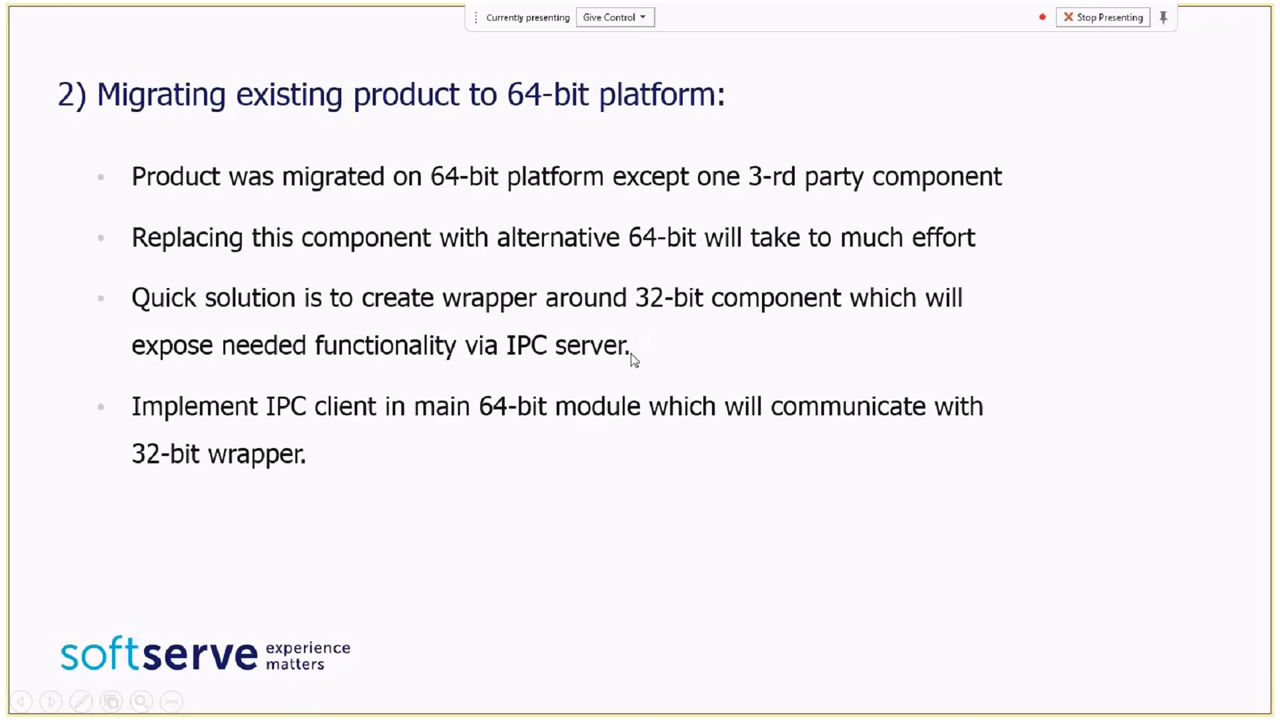 Currently presenting Give Control Stop Presenting
2) Migrating existing product to 64-bit platform:
Product was migrated on 64-bit platform except one 3-rd party component
Replacing this component with alternative 64-bit will take to much effort
Quick solution is to create wrapper around 32-bit component which will
expose needed functionality via IPC server.
Implement IPC client in main 64-bit module which will communicate with
32-bit wrapper.
softserve experience
matters